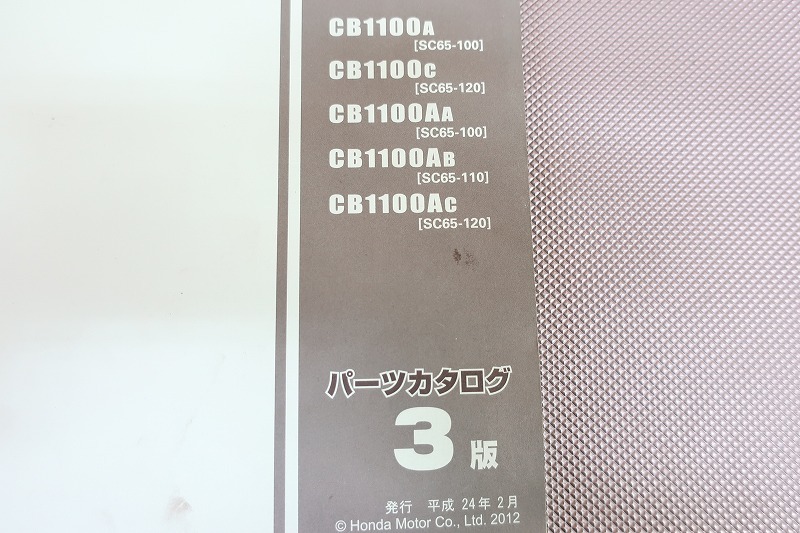 CB1100A
[SC65-100]
CB1100C
[SC65-120]
CB1100AA
[SC65-100]
CB1100AB
[SC65-110]
CB1100AC
[SC65-120]
パーツカタログ
3版
発行 平成 24年 2月
© Honda Motor Co., Ltd. 2012